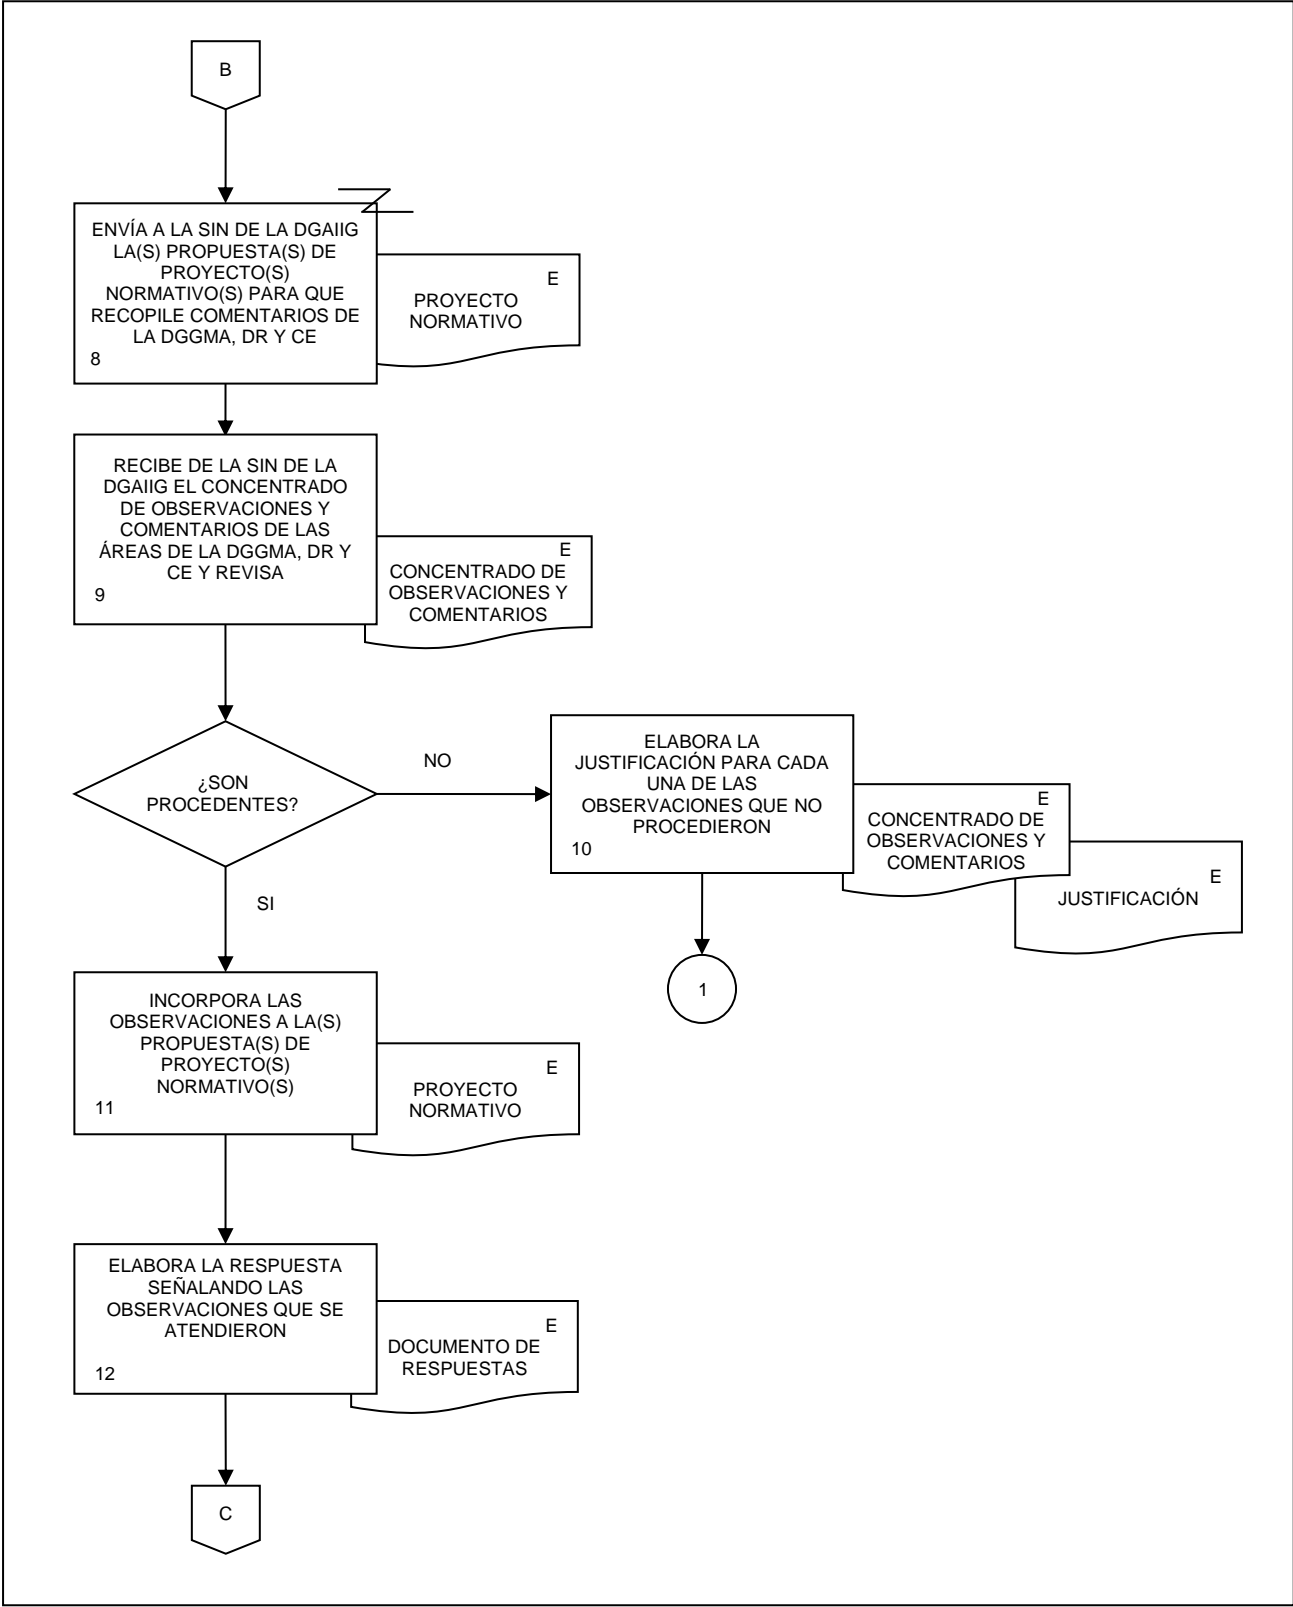 B
ENVÍA A LA SIN DE LA DGAIIG
LA(S) PROPUESTA(S) DE
PROYECTO(S)
NORMATIVO(S) PARA QUE
RECOPILE COMENTARIOS DE
LA DGGMA, DR Y CE
8
E
PROYECTO
NORMATIVO
RECIBE DE LA SIN DE LA
DGAIIG EL CONCENTRADO
DE OBSERVACIONES Y
COMENTARIOS DE LAS
ÁREAS DE LA DGGMA, DR Y
CE Y REVISA
9
E
CONCENTRADO DE
OBSERVACIONES Y
COMENTARIOS
¿SON
PROCEDENTES?
NO
ELABORA LA
JUSTIFICACIÓN PARA CADA
UNA DE LAS
OBSERVACIONES QUE NO
PROCEDIERON
10
E
CONCENTRADO DE
OBSERVACIONES Y
COMENTARIOS
E
JUSTIFICACIÓN
1
SI
INCORPORA LAS
OBSERVACIONES A LA(S)
PROPUESTA(S) DE
PROYECTO(S)
NORMATIVO(S)
11
E
PROYECTO
NORMATIVO
ELABORA LA RESPUESTA
SEÑALANDO LAS
OBSERVACIONES QUE SE
ATENDIERON
12
E
DOCUMENTO DE
RESPUESTAS
C